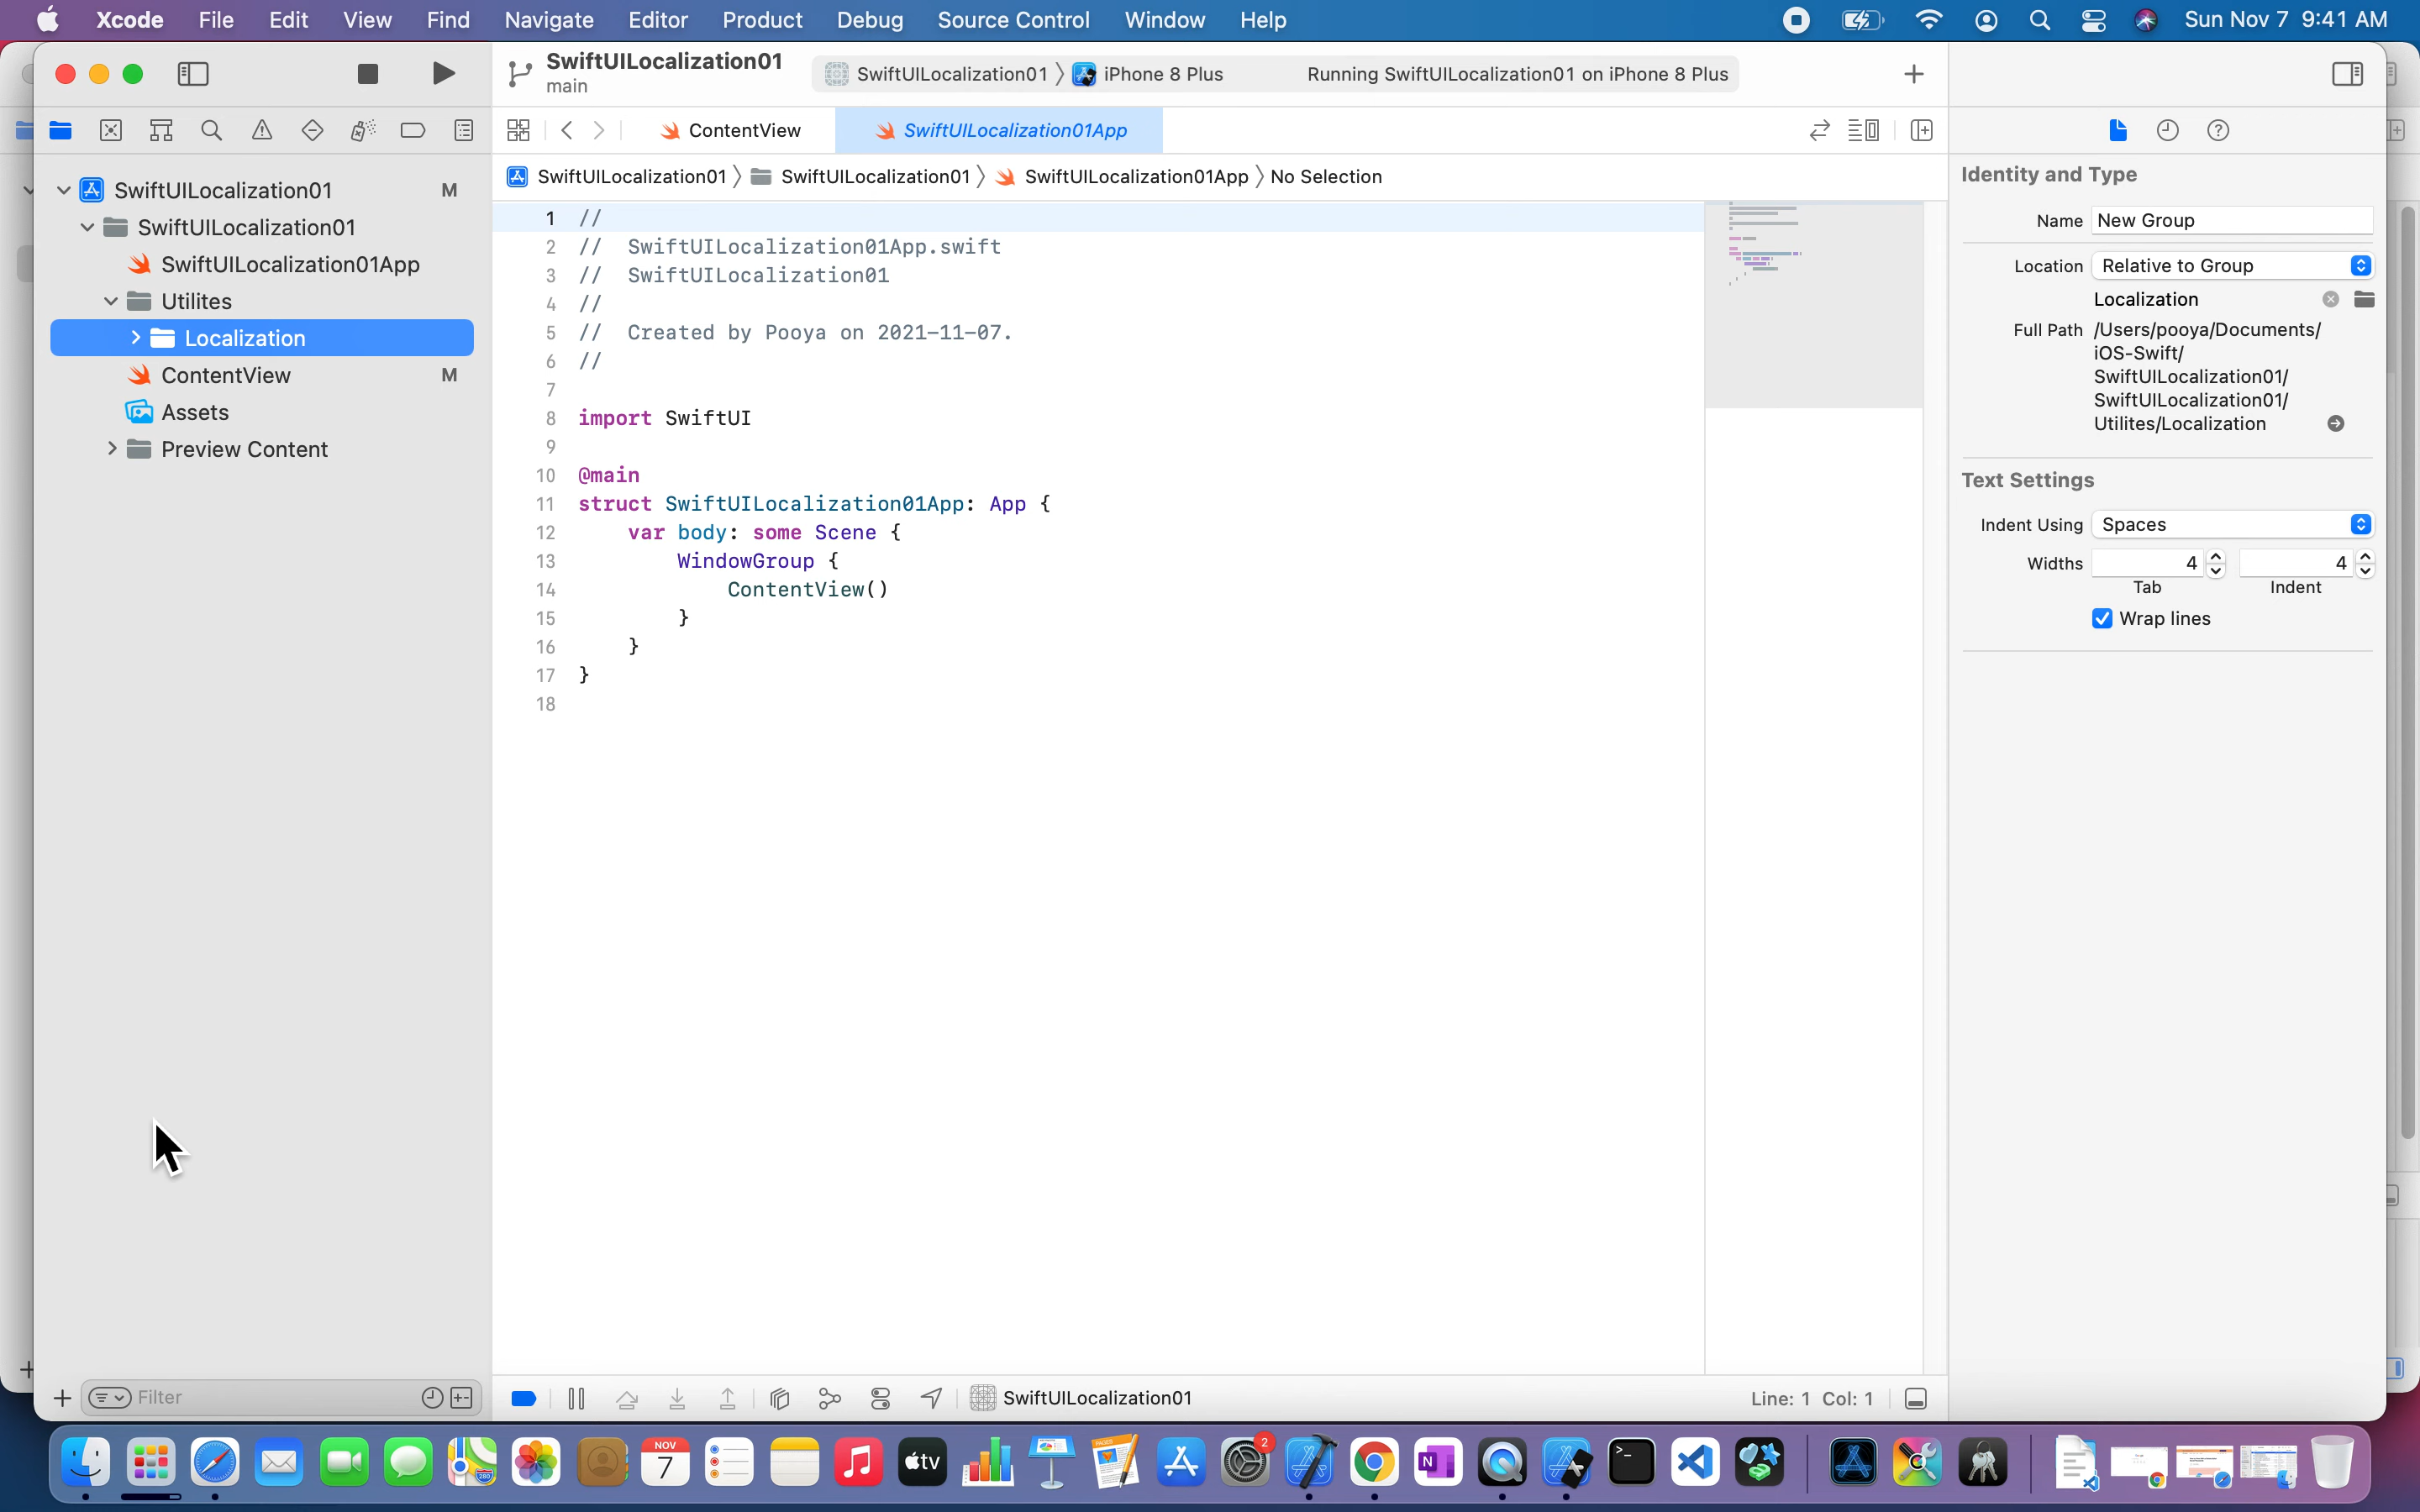 Xcode File Edit View Find Navigate Editor Product Debug Source Control Window Help Sun Nov 7 9:41 AM
SwiftUILocalization01
main
SwiftUILocalization01 iPhone 8 Plus Running SwiftUILocalization01 on iPhone 8 Plus
ContentView SwiftUILocalization01App
SwiftUILocalization01 SwiftUILocalization01 SwiftUILocalization01App No Selection
SwiftUILocalization01 M
SwiftUILocalization01
SwiftUILocalization01App
Utilites
Localization
ContentView M
Assets
Preview Content
Filter
1 //
2 // SwiftUILocalization01App.swift
3 // SwiftUILocalization01
4 //
5 // Created by Pooya on 2021-11-07.
6 //
7
8 import SwiftUI
9
10 @main
11 struct SwiftUILocalization01App: App {
12 var body: some Scene {
13 WindowGroup {
14 ContentView()
15 }
16 }
17 }
18
SwiftUILocalization01 Line: 1 Col: 1
Identity and Type
Name New Group
Location Relative to Group
Localization
Full Path /Users/pooya/Documents/
iOS-Swift/
SwiftUILocalization01/
SwiftUILocalization01/
Utilites/Localization
Text Settings
Indent Using Spaces
Widths 4 4
Tab Indent
Wrap lines
NOV
7
tv
2
N
280